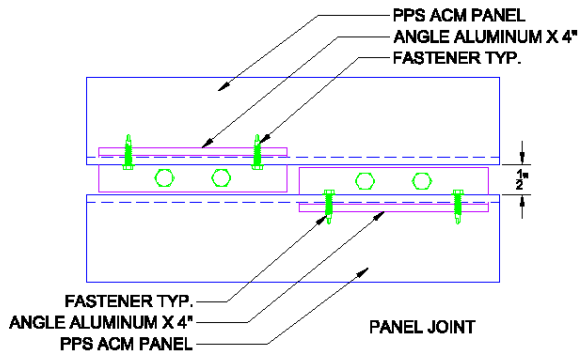 PPS ACM PANEL
ANGLE ALUMINUM X 4"
FASTENER TYP.
1/2"
FASTENER TYP.
ANGLE ALUMINUM X 4"
PPS ACM PANEL
PANEL JOINT